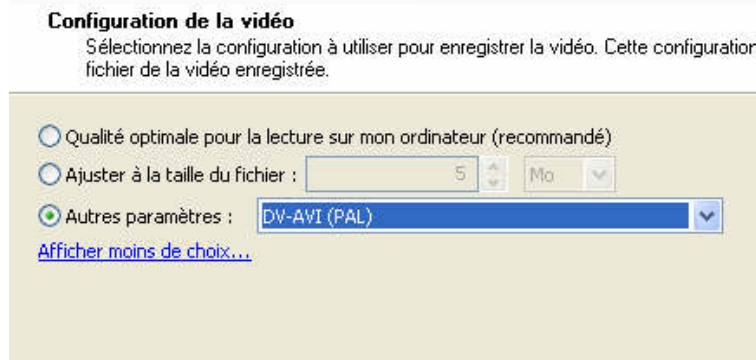 Configuration de la vidéo
Sélectionnez la configuration à utiliser pour enregistrer la vidéo. Cette configuration
fichier de la vidéo enregistrée.
Qualité optimale pour la lecture sur mon ordinateur (recommandé)
Ajuster à la taille du fichier : 5 Mo
Autres paramètres : DV-AVI (PAL)
Afficher moins de choix...